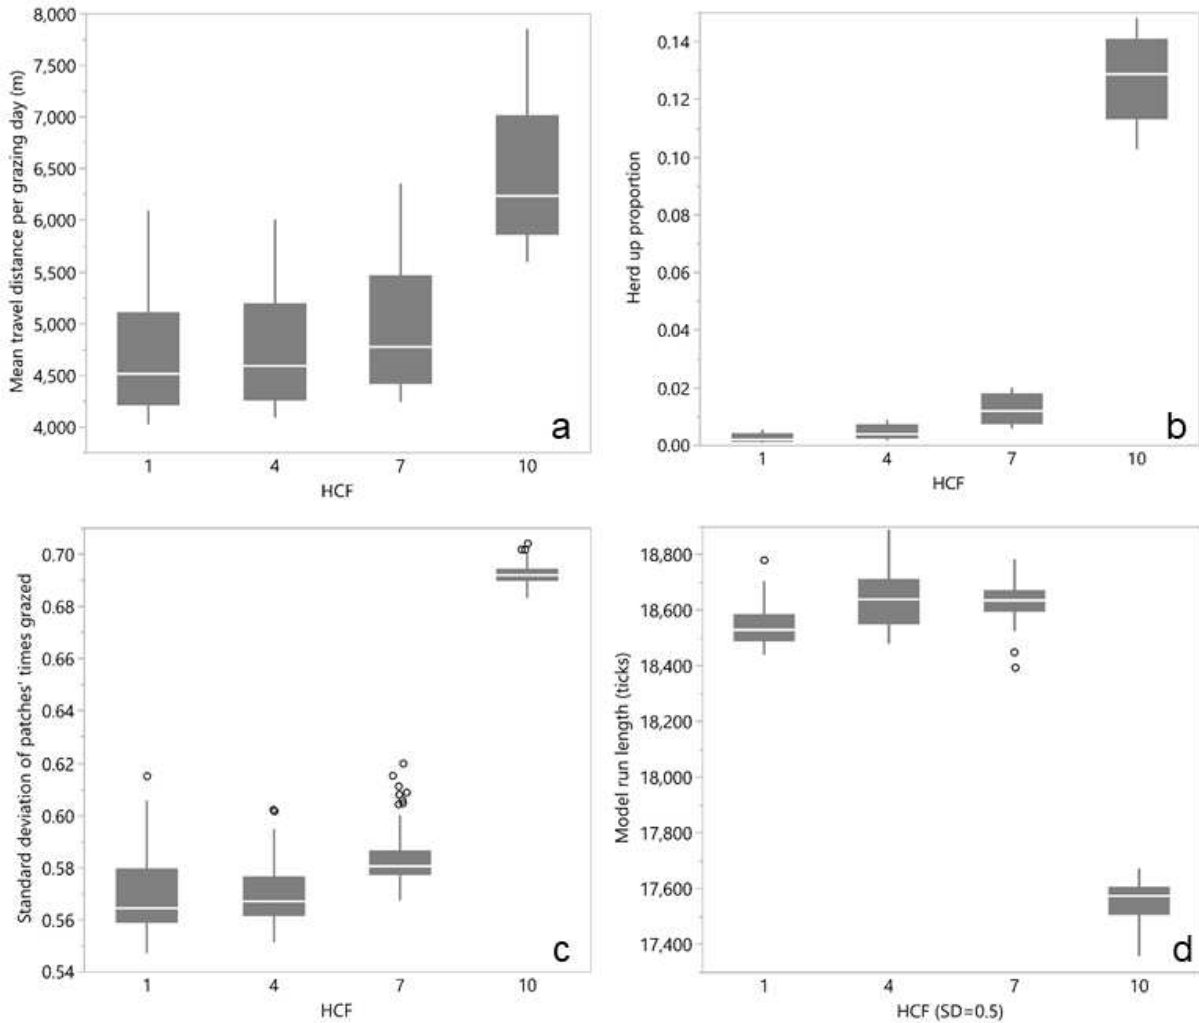 8,000
7,500
7,000
6,500
6,000
5,500
5,000
4,500
4,000
Mean travel distance per grazing day (m)
a
1 4 7 10
HCF
0.14
0.12
0.10
0.08
0.06
0.04
0.02
0.00
Herd up proportion
b
1 4 7 10
HCF
0.70
0.68
0.66
0.64
0.62
0.60
0.58
0.56
0.54
Standard deviation of patches' times grazed
c
1 4 7 10
HCF
18,800
18,600
18,400
18,200
18,000
17,800
17,600
17,400
Model run length (ticks)
d
1 4 7 10
HCF (SD=0.5)